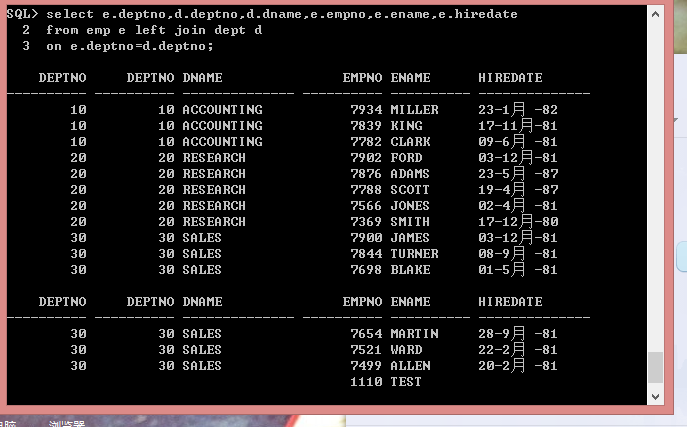 SQL> select e.deptno,d.deptno,d.dname,e.empno,e.ename,e.hiredate
2 from emp e left join dept d
3 on e.deptno=d.deptno;
DEPTNO DEPTNO DNAME EMPNO ENAME HIREDATE
---------- ---------- -------------- ---------- ---------- --------------
10 10 ACCOUNTING 7934 MILLER 23-1月 -82
10 10 ACCOUNTING 7839 KING 17-11月-81
10 10 ACCOUNTING 7782 CLARK 09-6月 -81
20 20 RESEARCH 7902 FORD 03-12月-81
20 20 RESEARCH 7876 ADAMS 23-5月 -87
20 20 RESEARCH 7788 SCOTT 19-4月 -87
20 20 RESEARCH 7566 JONES 02-4月 -81
20 20 RESEARCH 7369 SMITH 17-12月-80
30 30 SALES 7900 JAMES 03-12月-81
30 30 SALES 7844 TURNER 08-9月 -81
30 30 SALES 7698 BLAKE 01-5月 -81
DEPTNO DEPTNO DNAME EMPNO ENAME HIREDATE
---------- ---------- -------------- ---------- ---------- --------------
30 30 SALES 7654 MARTIN 28-9月 -81
30 30 SALES 7521 WARD 22-2月 -81
30 30 SALES 7499 ALLEN 20-2月 -81
1110 TEST
电脑 浏览器